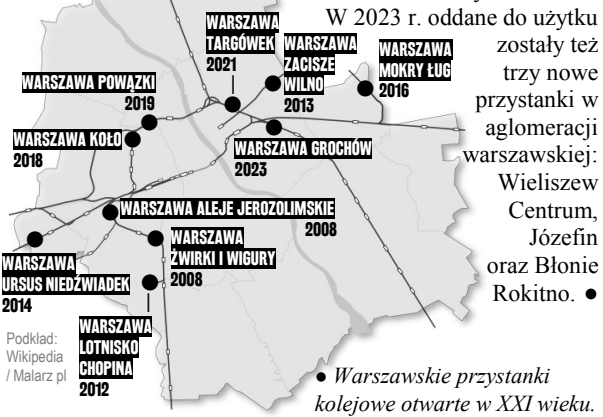 W 2023 r. oddane do użytku
zostały też
trzy nowe
przystanki w
aglomeracji
warszawskiej:
Wieliszew
Centrum,
Józefin
oraz Błonie
Rokitno. ●
WARSZAWA
TARGÓWEK
2021
WARSZAWA
ZACISZE
WILNO
2013
WARSZAWA
MOKRY ŁUG
2016
WARSZAWA POWĄZKI
2019
WARSZAWA KOŁO
2018
WARSZAWA GROCHÓW
2023
WARSZAWA ALEJE JEROZOLIMSKIE
2008
WARSZAWA
ŻWIRKI I WIGURY
2008
WARSZAWA
URSUS NIEDŹWIADEK
2014
WARSZAWA
LOTNISKO
CHOPINA
2012
Podkład:
Wikipedia
/ Malarz pl
● Warszawskie przystanki
kolejowe otwarte w XXI wieku.